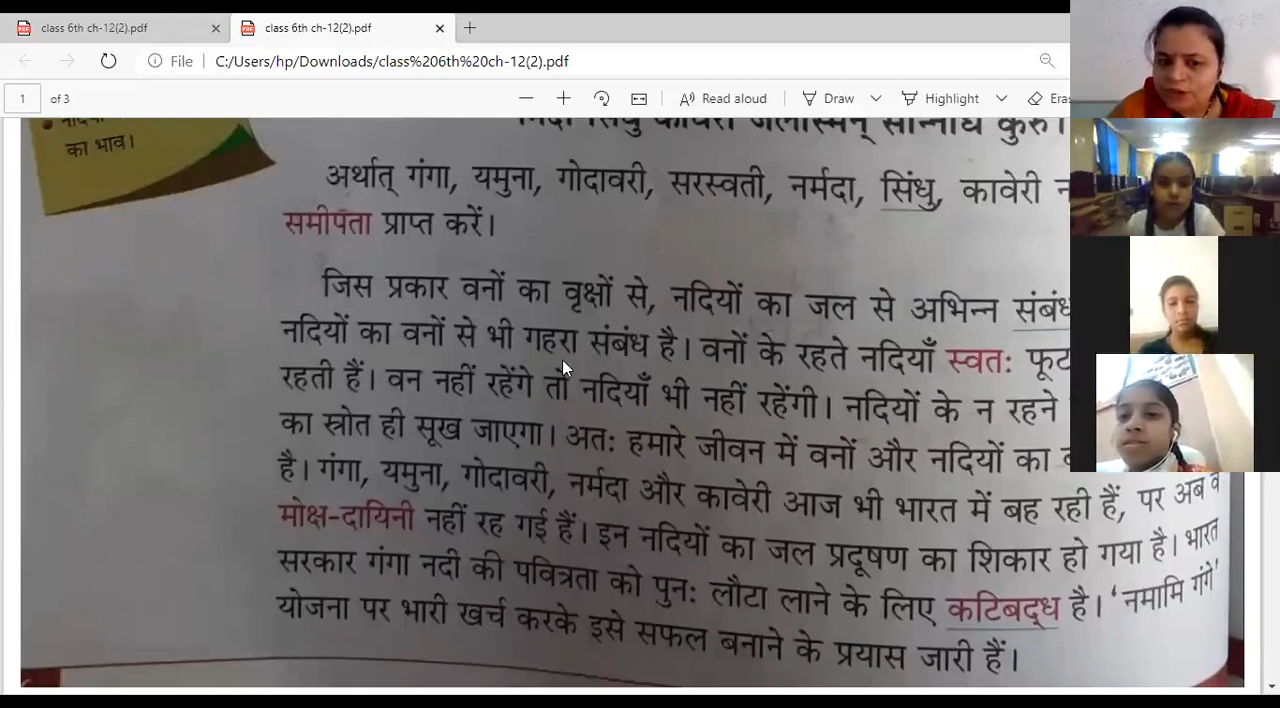 class 6th ch-12(2).pdf
class 6th ch-12(2).pdf
File
C:/Users/hp/Downloads/class%206th%20ch-12(2).pdf
1 of 3
Read aloud
Draw
Highlight
का भाव।
अर्थात् गंगा, यमुना, गोदावरी, सरस्वती, नर्मदा, सिंधु, कावेरी
समीपता प्राप्त करें।
जिस प्रकार वनों का वृक्षों से, नदियों का जल से अभिन्न संबंध
नदियों का वनों से भी गहरा संबंध है। वनों के रहते नदियाँ स्वतः
रहती हैं। वन नहीं रहेंगे तो नदियाँ भी नहीं रहेंगी। नदियों के न रहने
का स्रोत ही सूख जाएगा। अतः हमारे जीवन में वनों और नदियों का
है। गंगा, यमुना, गोदावरी, नर्मदा और कावेरी आज भी भारत में बह रही हैं, पर अब
मोक्ष-दायिनी नहीं रह गई हैं। इन नदियों का जल प्रदूषण का शिकार हो गया है। भारत
सरकार गंगा नदी की पवित्रता को पुनः लौटा लाने के लिए कटिबद्ध है। 'नमामि गंगे'
योजना पर भारी खर्च करके इसे सफल बनाने के प्रयास जारी हैं।